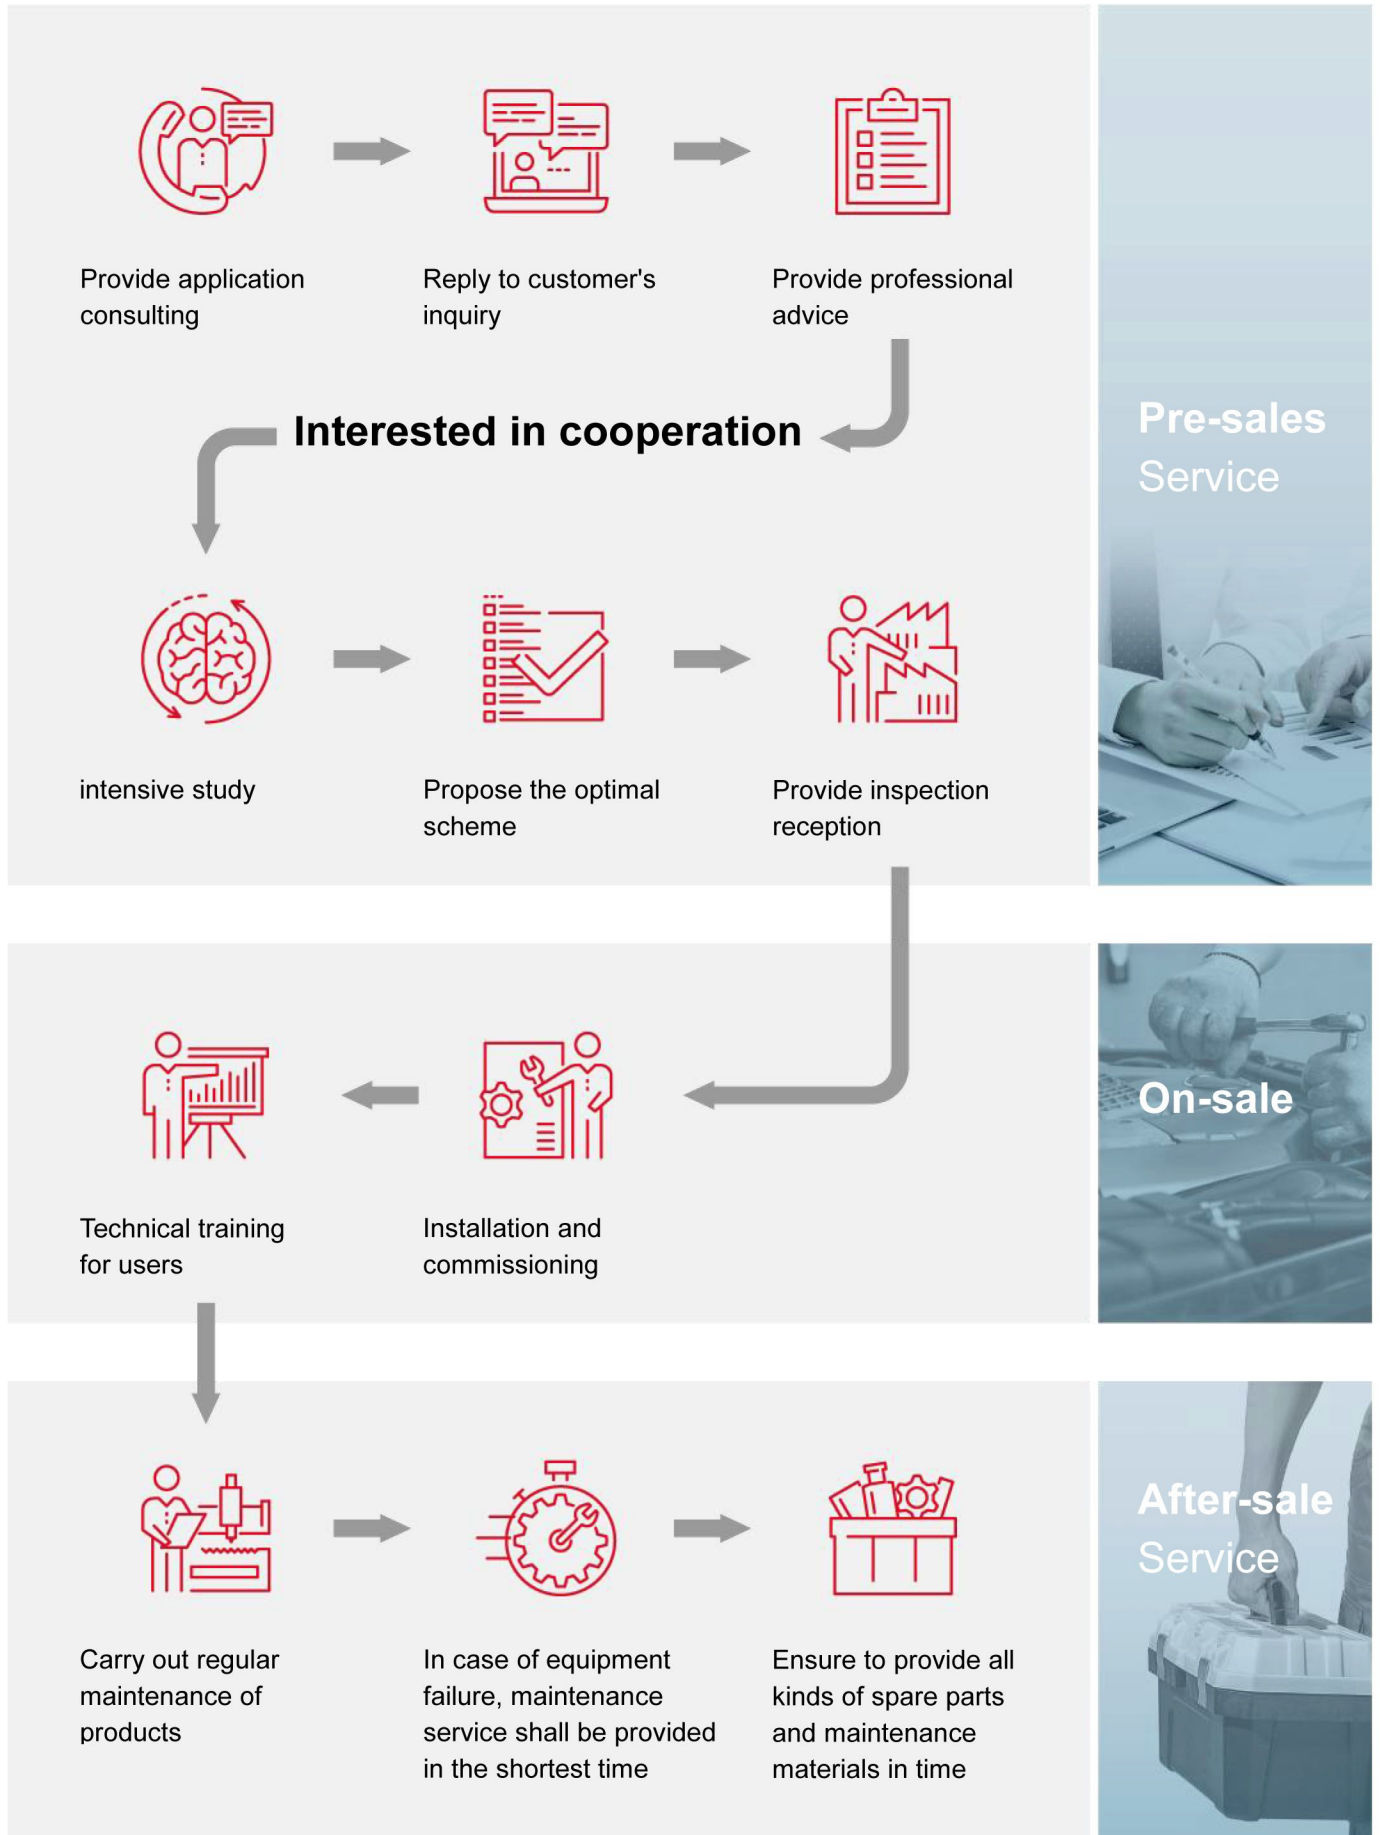 Provide application
consulting
Reply to customer's
inquiry
Provide professional
advice
Interested in cooperation
Pre-sales
Service
intensive study
Propose the optimal
scheme
Provide inspection
reception
Technical training
for users
Installation and
commissioning
On-sale
Carry out regular
maintenance of
products
In case of equipment
failure, maintenance
service shall be provided
in the shortest time
Ensure to provide all
kinds of spare parts
and maintenance
materials in time
After-sale
Service